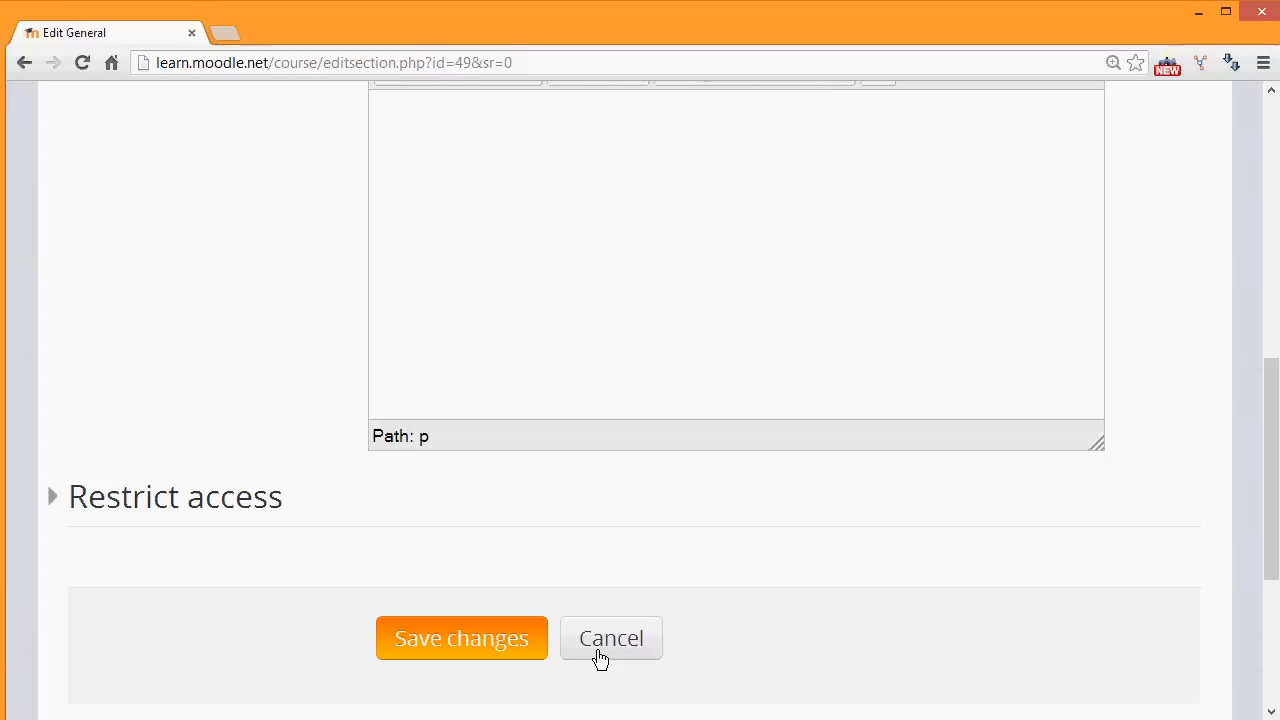 Edit General
learn.moodle.net/course/editsection.php?id=49&sr=0
NEW
Path: p
Restrict access
Save changes
Cancel